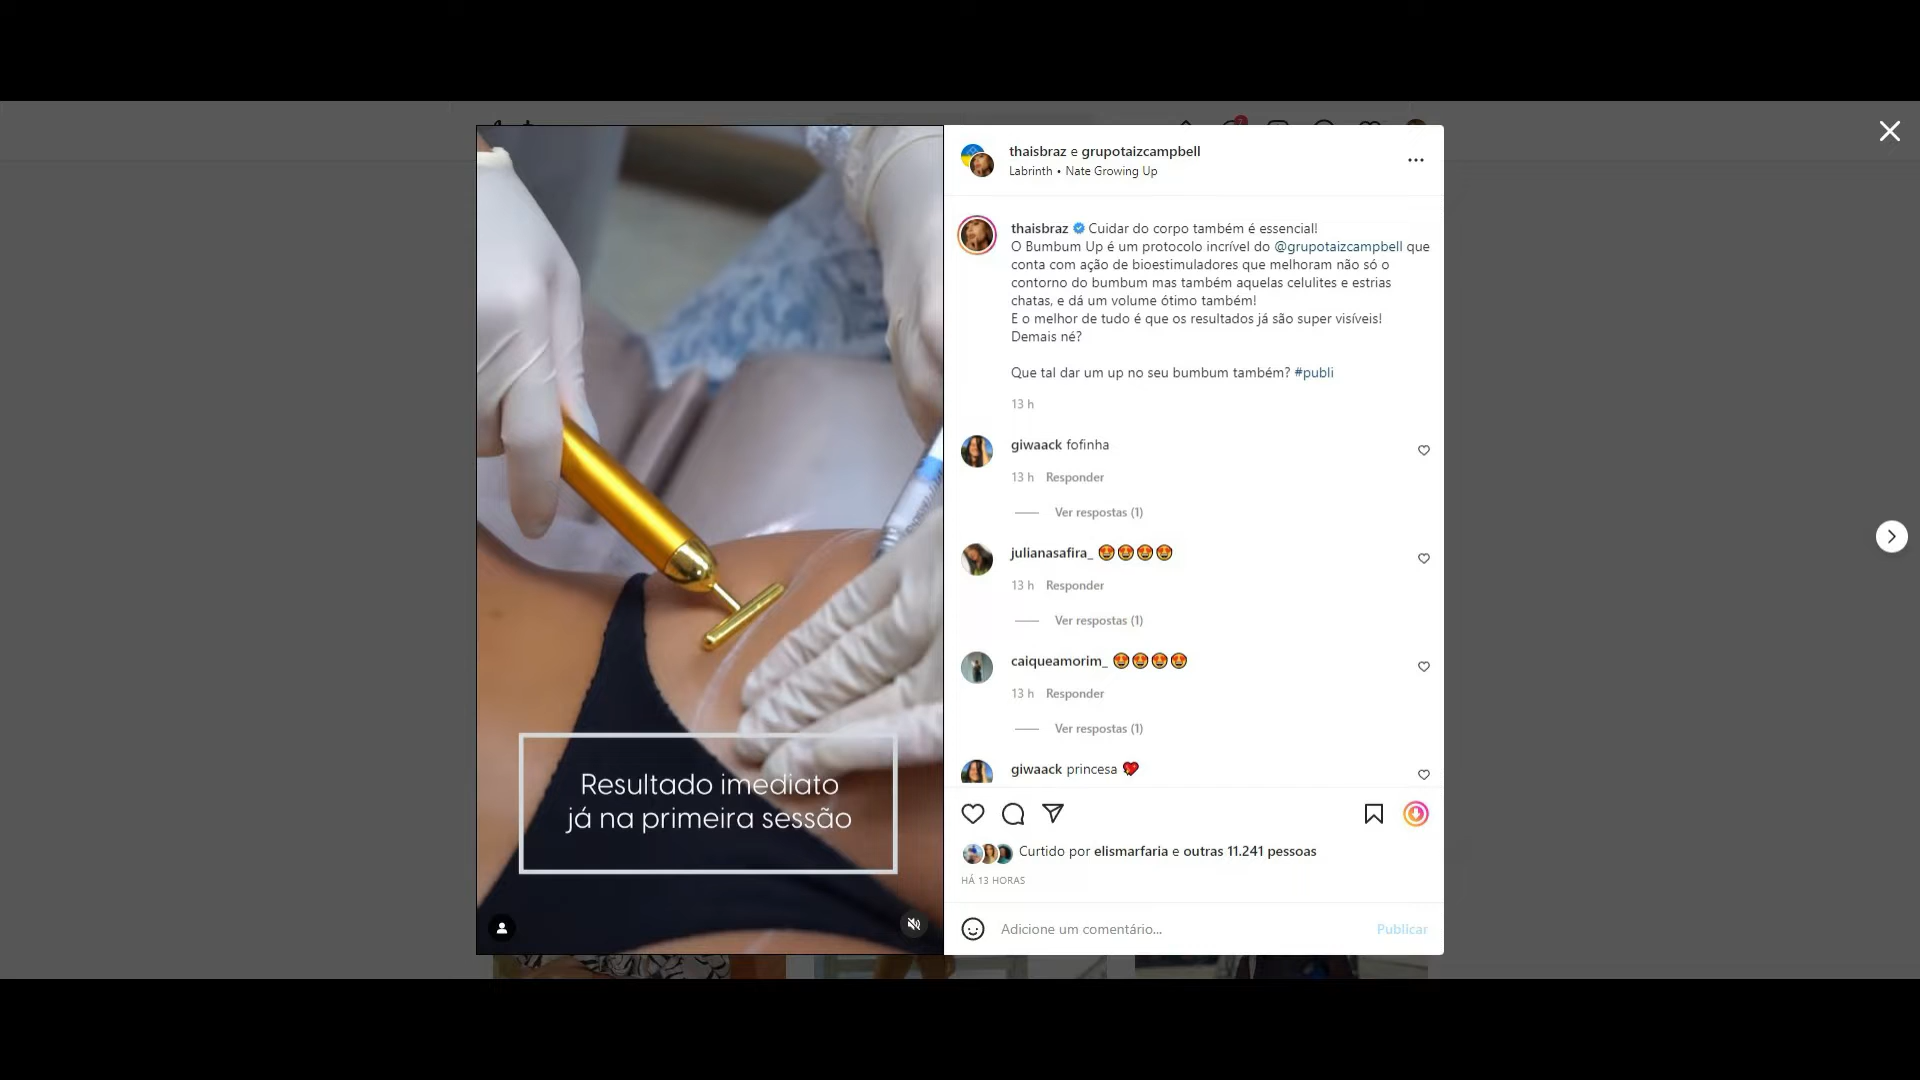 thaisbraz e grupotaizcampbell
Labrinth • Nate Growing Up
thaisbraz Cuidar do corpo também é essencial!
O Bumbum Up é um protocolo incrível do @grupotaizcampbell que
conta com ação de bioestimuladores que melhoram não só o
contorno do bumbum mas também aquelas celulites e estrias
chatas, e dá um volume ótimo também!
E o melhor de tudo é que os resultados já são super visíveis!
Demais né?
Que tal dar um up no seu bumbum também? #publi
13 h
giwaack fofinha
13 h Responder
Ver respostas (1)
julianasafira_ 😍😍😍😍
13 h Responder
Ver respostas (1)
caiqueamorim_ 😍😍😍😍
13 h Responder
Ver respostas (1)
giwaack princesa 💖
Curtido por elismarfaria e outras 11.241 pessoas
HÁ 13 HORAS
Adicione um comentário...
Publicar
Resultado imediato
já na primeira sessão